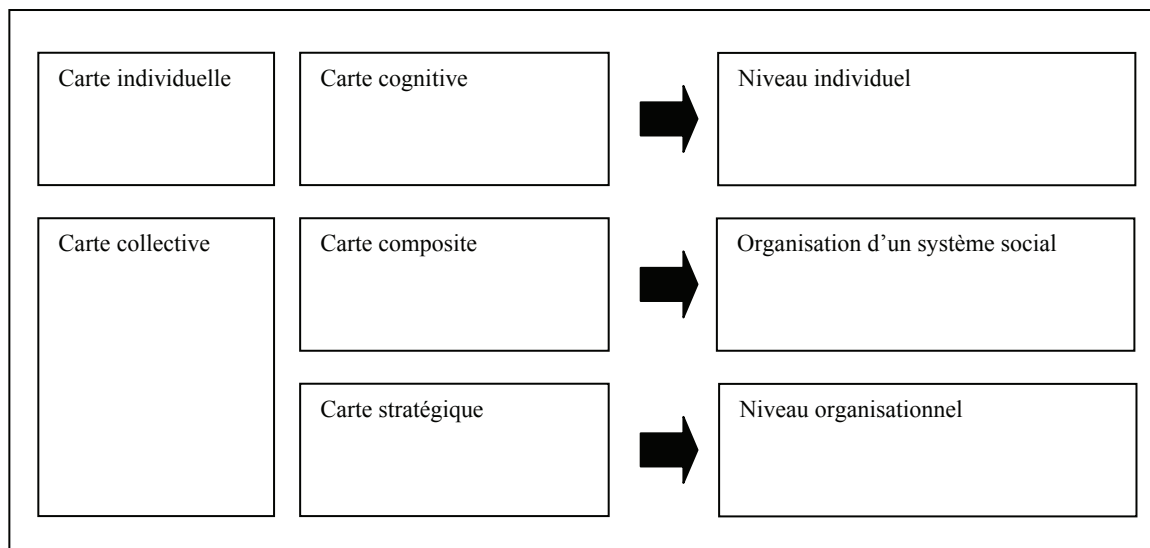 Carte individuelle
Carte cognitive
Niveau individuel
Carte collective
Carte composite
Organisation d’un système social
Carte stratégique
Niveau organisationnel